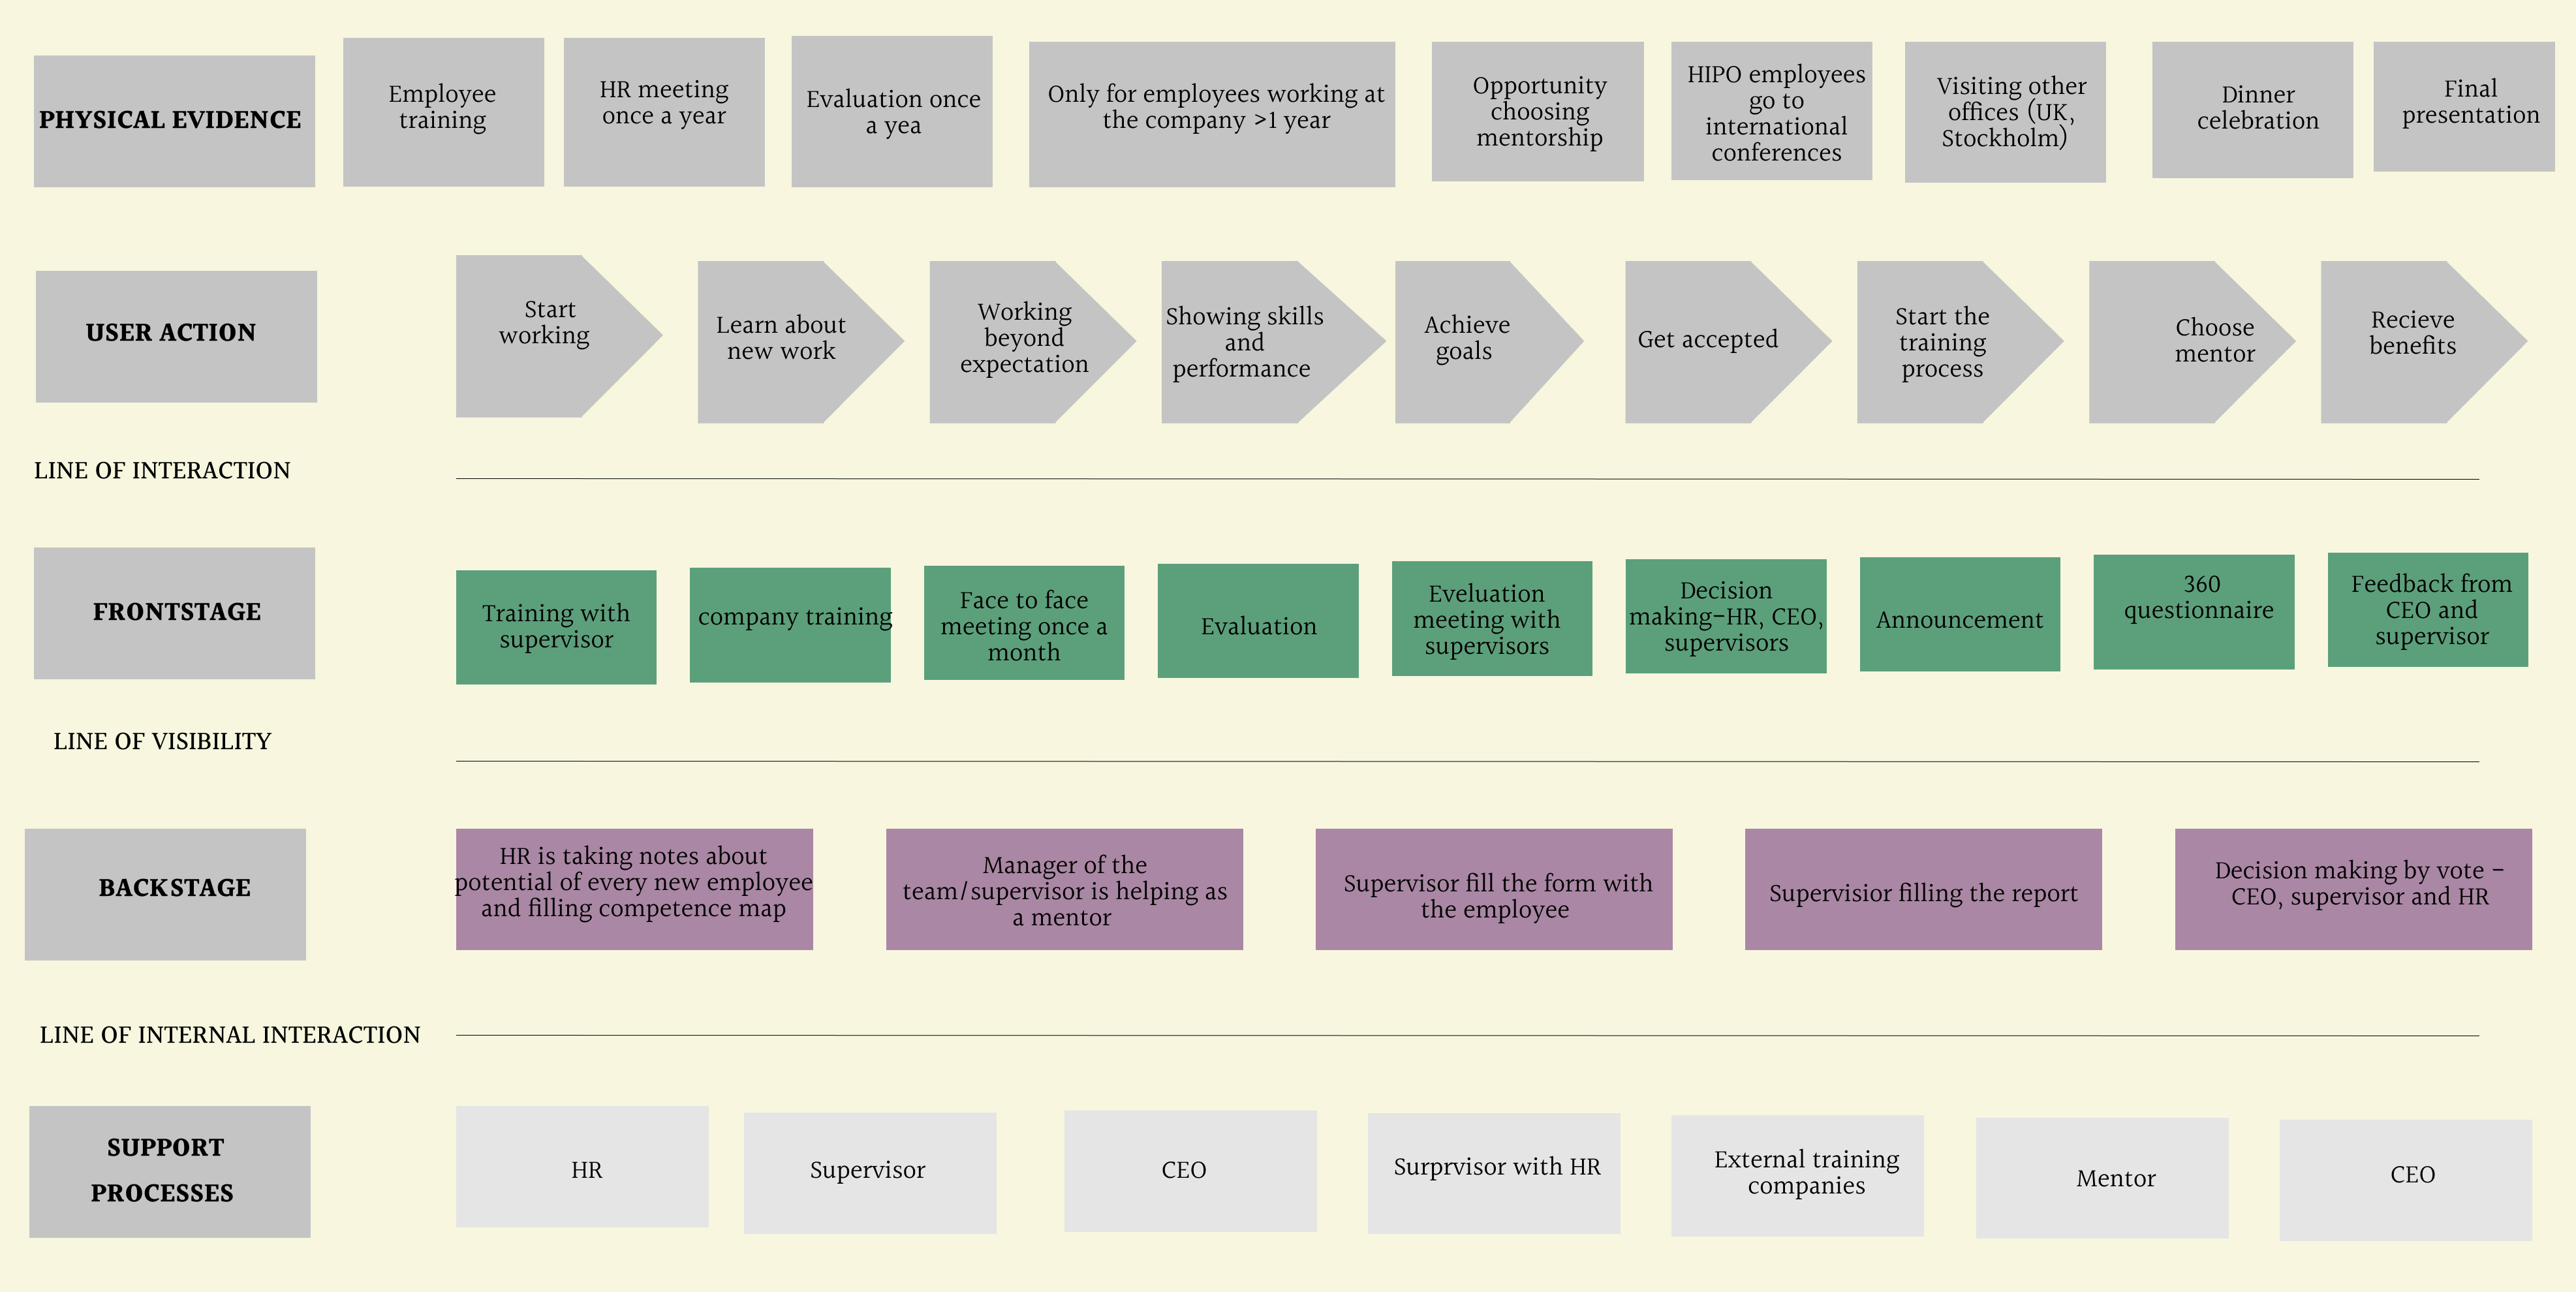 PHYSICAL EVIDENCE
Employee
training
HR meeting
once a year
Evaluation once
a yea
Only for employees working at
the company >1 year
Opportunity
choosing
mentorship
HIPO employees
go to
international
conferences
Visiting other
offices (UK,
Stockholm)
Dinner
celebration
Final
presentation
USER ACTION
Start
working
Learn about
new work
Working
beyond
expectation
Showing skills
and
performance
Achieve
goals
Get accepted
Start the
training
process
Choose
mentor
Recieve
benefits
LINE OF INTERACTION
FRONTSTAGE
Training with
supervisor
company training
Face to face
meeting once a
month
Evaluation
Eveluation
meeting with
supervisors
Decision
making-HR, CEO,
supervisors
Announcement
360
questionnaire
Feedback from
CEO and
supervisor
LINE OF VISIBILITY
BACKSTAGE
HR is taking notes about
potential of every new employee
and filling competence map
Manager of the
team/supervisor is helping as
a mentor
Supervisor fill the form with
the employee
Supervisior filling the report
Decision making by vote -
CEO, supervisor and HR
LINE OF INTERNAL INTERACTION
SUPPORT
PROCESSES
HR
Supervisor
CEO
Surprvisor with HR
External training
companies
Mentor
CEO